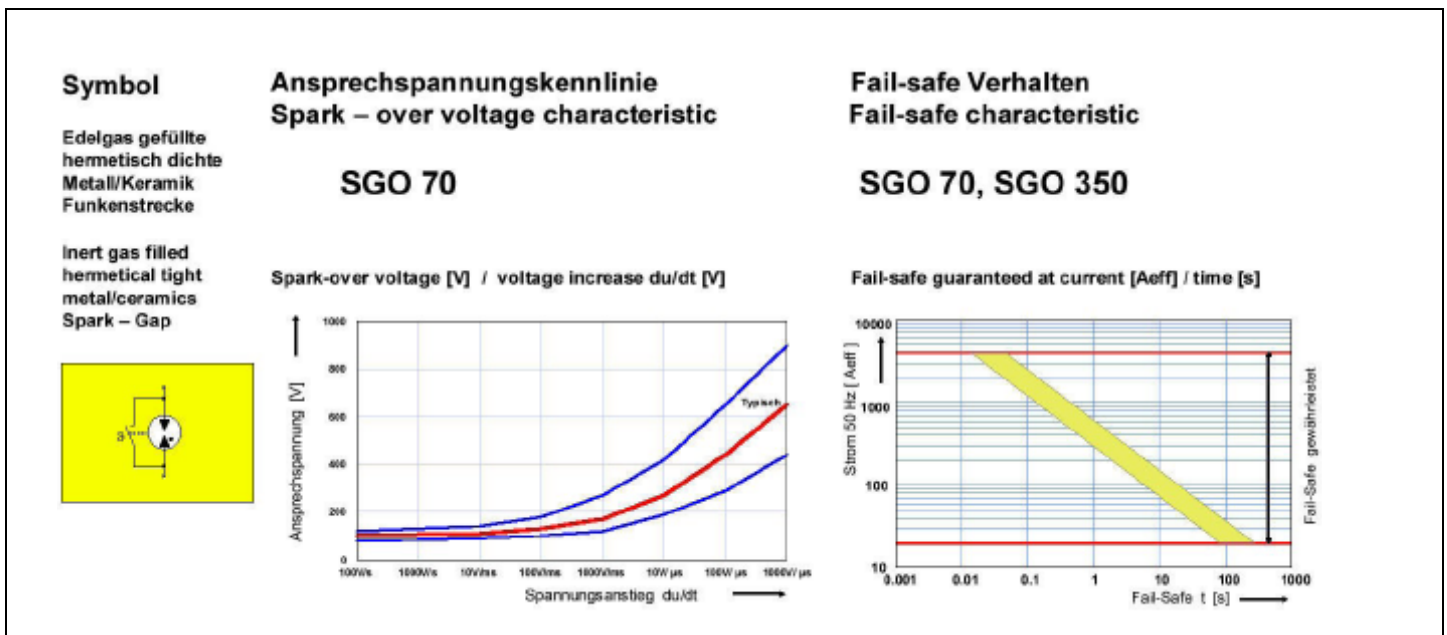 Symbol
Edelgas gefüllte
hermetisch dichte
Metall/Keramik
Funkenstrecke
Inert gas filled
hermetical tight
metal/ceramics
Spark – Gap
Ansprechspannungskennlinie
Spark – over voltage characteristic
SGO 70
Spark-over voltage [V] / voltage increase du/dt [V]
Ansprechspannung [V]
1000
800
600
400
200
0
Typisch
100V/s 1000V/s 10V/ms 100V/ms 1000V/ms 10V/ µs 100V/ µs 1000V/ µs
Spannungsanstieg du/dt
Fail-safe Verhalten
Fail-safe characteristic
SGO 70, SGO 350
Fail-safe guaranteed at current [Aeff] / time [s]
Strom 50 Hz [ Aeff ]
10000
1000
100
10
0.001 0.01 0.1 1 10 100 1000
Fail-Safe t [s]
Fail-Safe gewährleistet